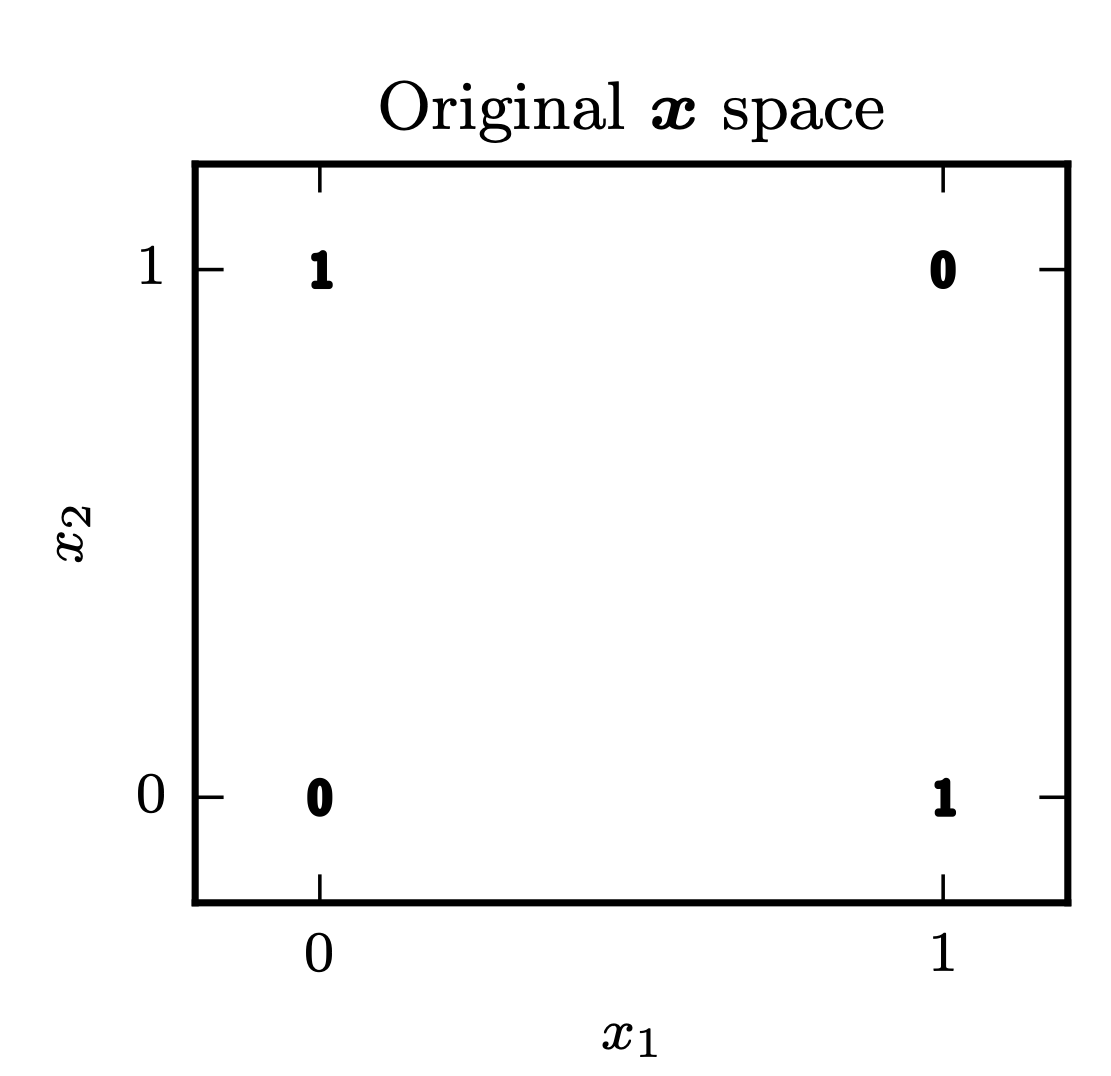 Original x space
1 1 0
x₂
0 0 1
0 1
x₁